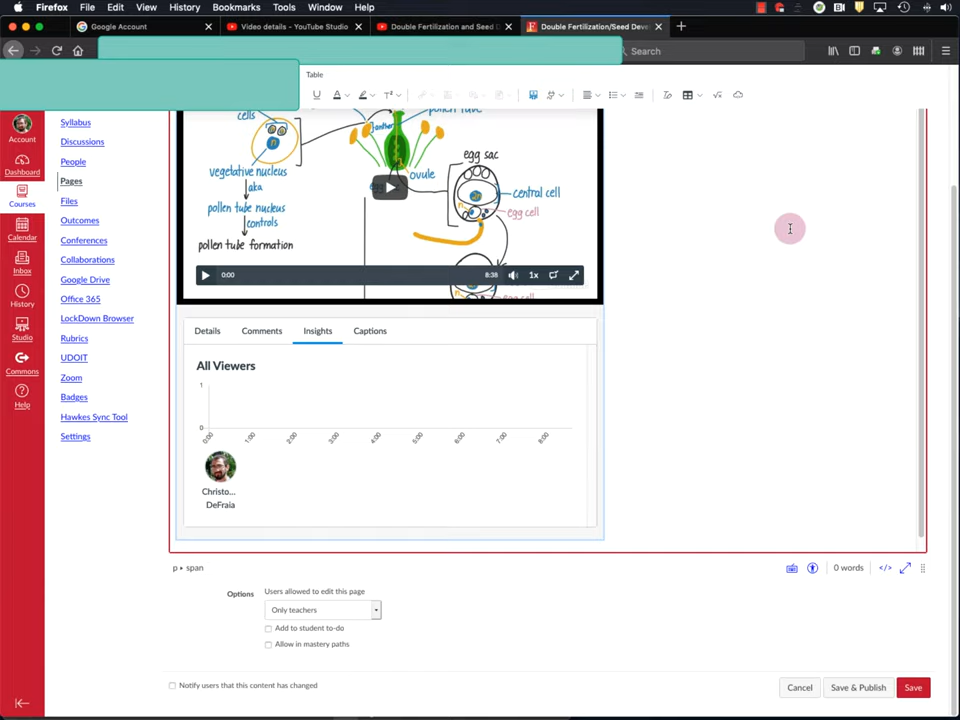 Firefox File Edit View History Bookmarks Tools Window Help
Google Account
Video details - YouTube Studio
Double Fertilization and Seed D
Double Fertilization/Seed Deve
Search
Table
Account
Dashboard
Courses
Calendar
Inbox
History
Studio
Commons
Help
Syllabus
Discussions
People
Pages
Files
Outcomes
Conferences
Collaborations
Google Drive
Office 365
LockDown Browser
Rubrics
UDOIT
Zoom
Badges
Hawkes Sync Tool
Settings
cells
n
vegetative nucleus
aka
pollen tube nucleus
controls
pollen tube formation
anther
pollen tube
ovule
egg sac
central cell
egg cell
egg cell
0:00
8:38
1x
Details Comments Insights Captions
All Viewers
1
0
0:00 1:00 2:00 3:00 4:00 5:00 6:00 7:00 8:00
Christo...
DeFraia
p ▸ span
0 words
</>
Options
Users allowed to edit this page
Only teachers
Add to student to-do
Allow in mastery paths
Notify users that this content has changed
Cancel
Save & Publish
Save